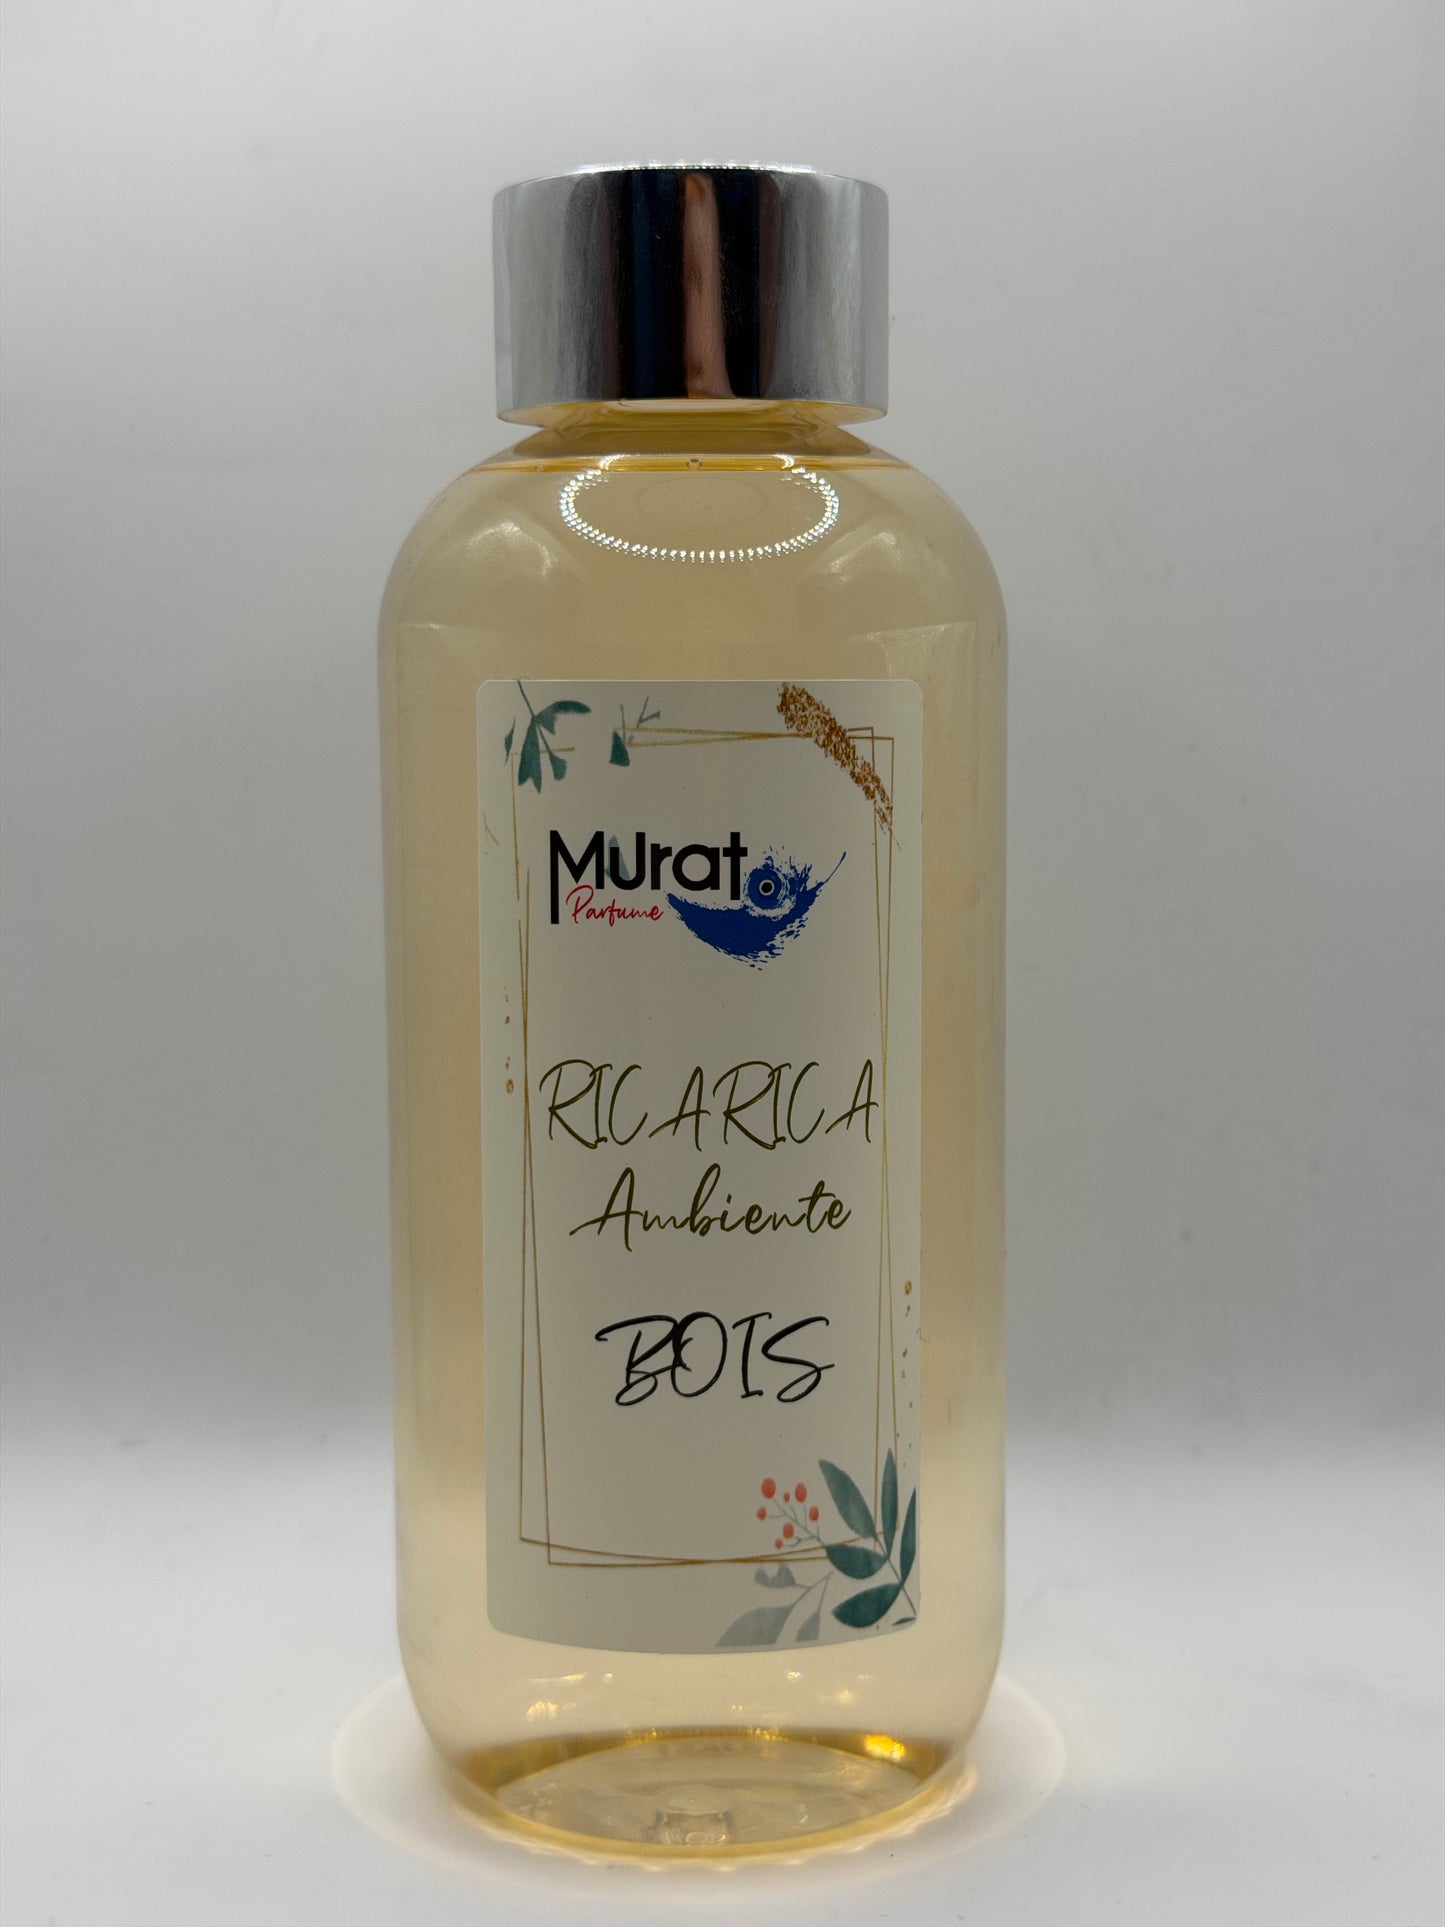 Murat
Parfume
RICARICA
Ambiente
BOIS